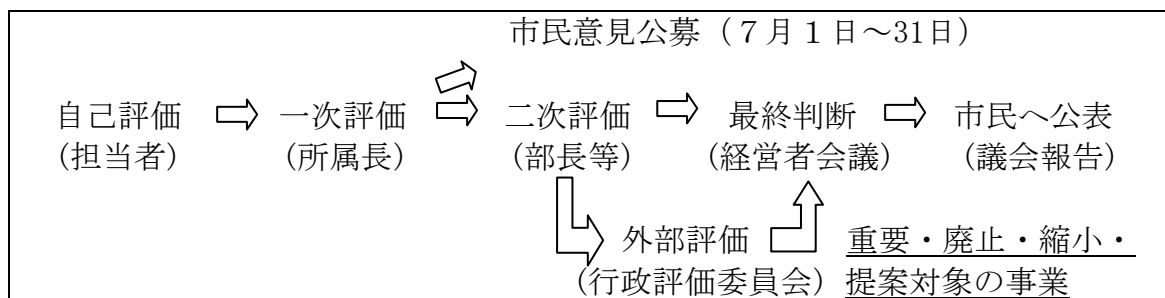 市民意見公募（７月１日～31日）
自己評価 ⇨ 一次評価 ⇨ 二次評価 ⇨ 最終判断 ⇨ 市民へ公表
(担当者) (所属長) (部長等) (経営者会議) (議会報告)
外部評価 重要・廃止・縮小・
(行政評価委員会) 提案対象の事業